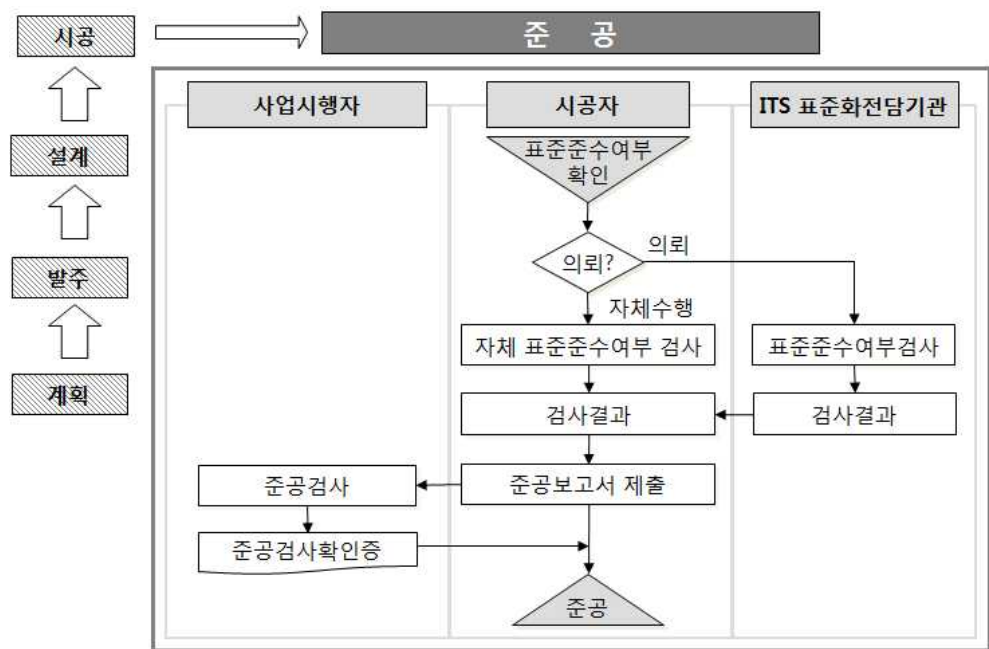 시공
준 공
설계
발주
계획
사업시행자
시공자
ITS 표준화전담기관
표준준수여부
확인
의뢰?
의뢰
자체수행
자체 표준준수여부 검사
표준준수여부검사
검사결과
검사결과
준공검사
준공보고서 제출
준공검사확인증
준공